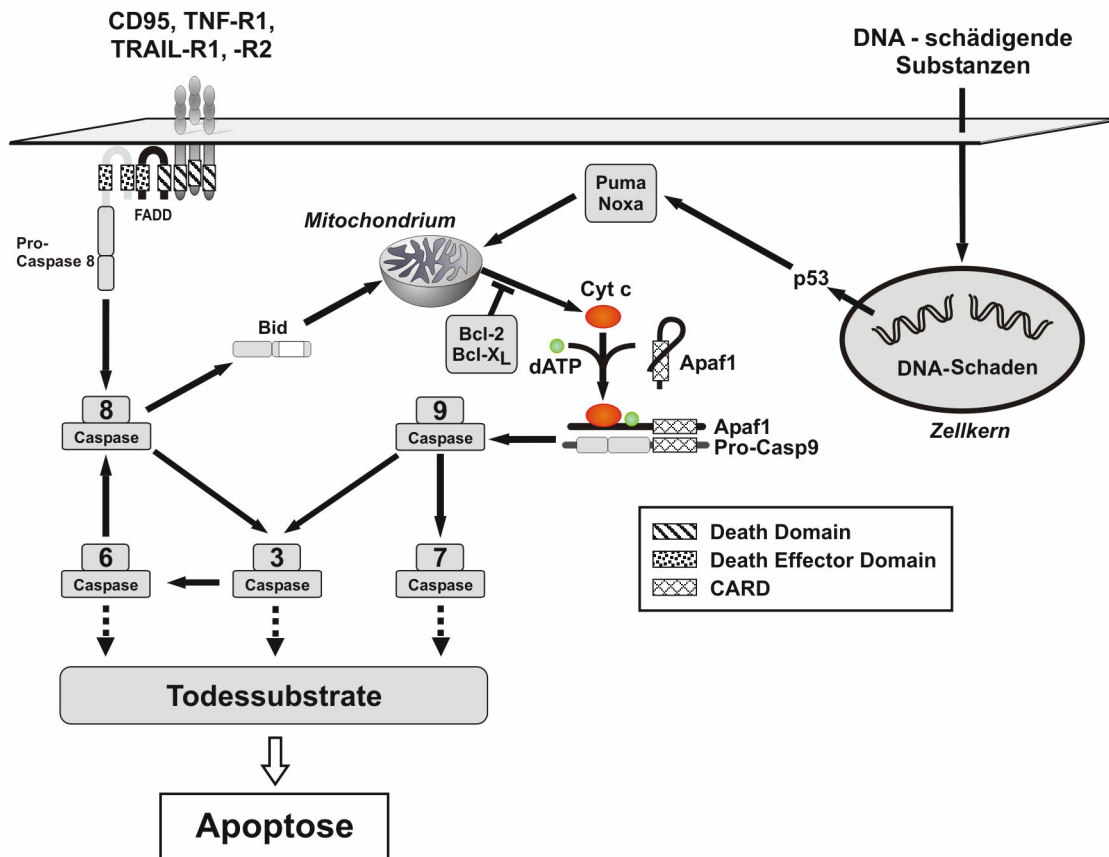 CD95, TNF-R1,
TRAIL-R1, -R2
DNA - schädigende
Substanzen
FADD
Pro-
Caspase 8
Mitochondrium
Puma
Noxa
p53
Bid
Cyt c
Bcl-2
Bcl-XL
dATP
Apaf1
DNA-Schaden
Zellkern
8
Caspase
9
Caspase
Apaf1
Pro-Casp9
6
Caspase
3
Caspase
7
Caspase
Death Domain
Death Effector Domain
CARD
Todessubstrate
Apoptose